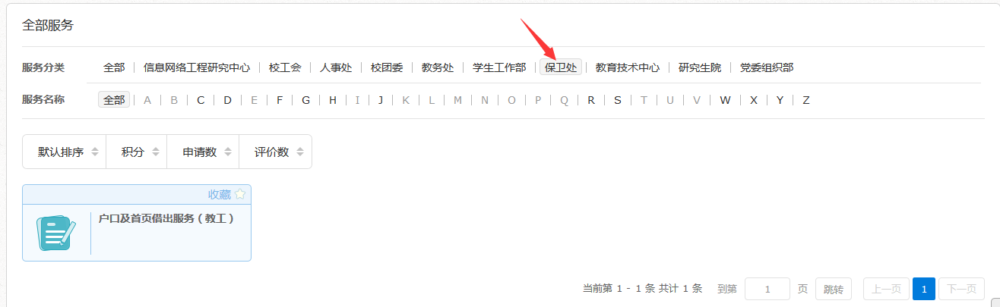 全部服务
服务分类 全部 信息网络工程研究中心 校工会 人事处 校团委 教务处 学生工作部 保卫处 教育技术中心 研究生院 党委组织部
服务名称 全部 A B C D E F G H I J K L M N O P Q R S T U V W X Y Z
默认排序 积分 申请数 评价数
收藏
户口及首页借出服务（教工）
当前第 1 - 1 条 共计 1 条 到第 1 页 跳转 上一页 1 下一页